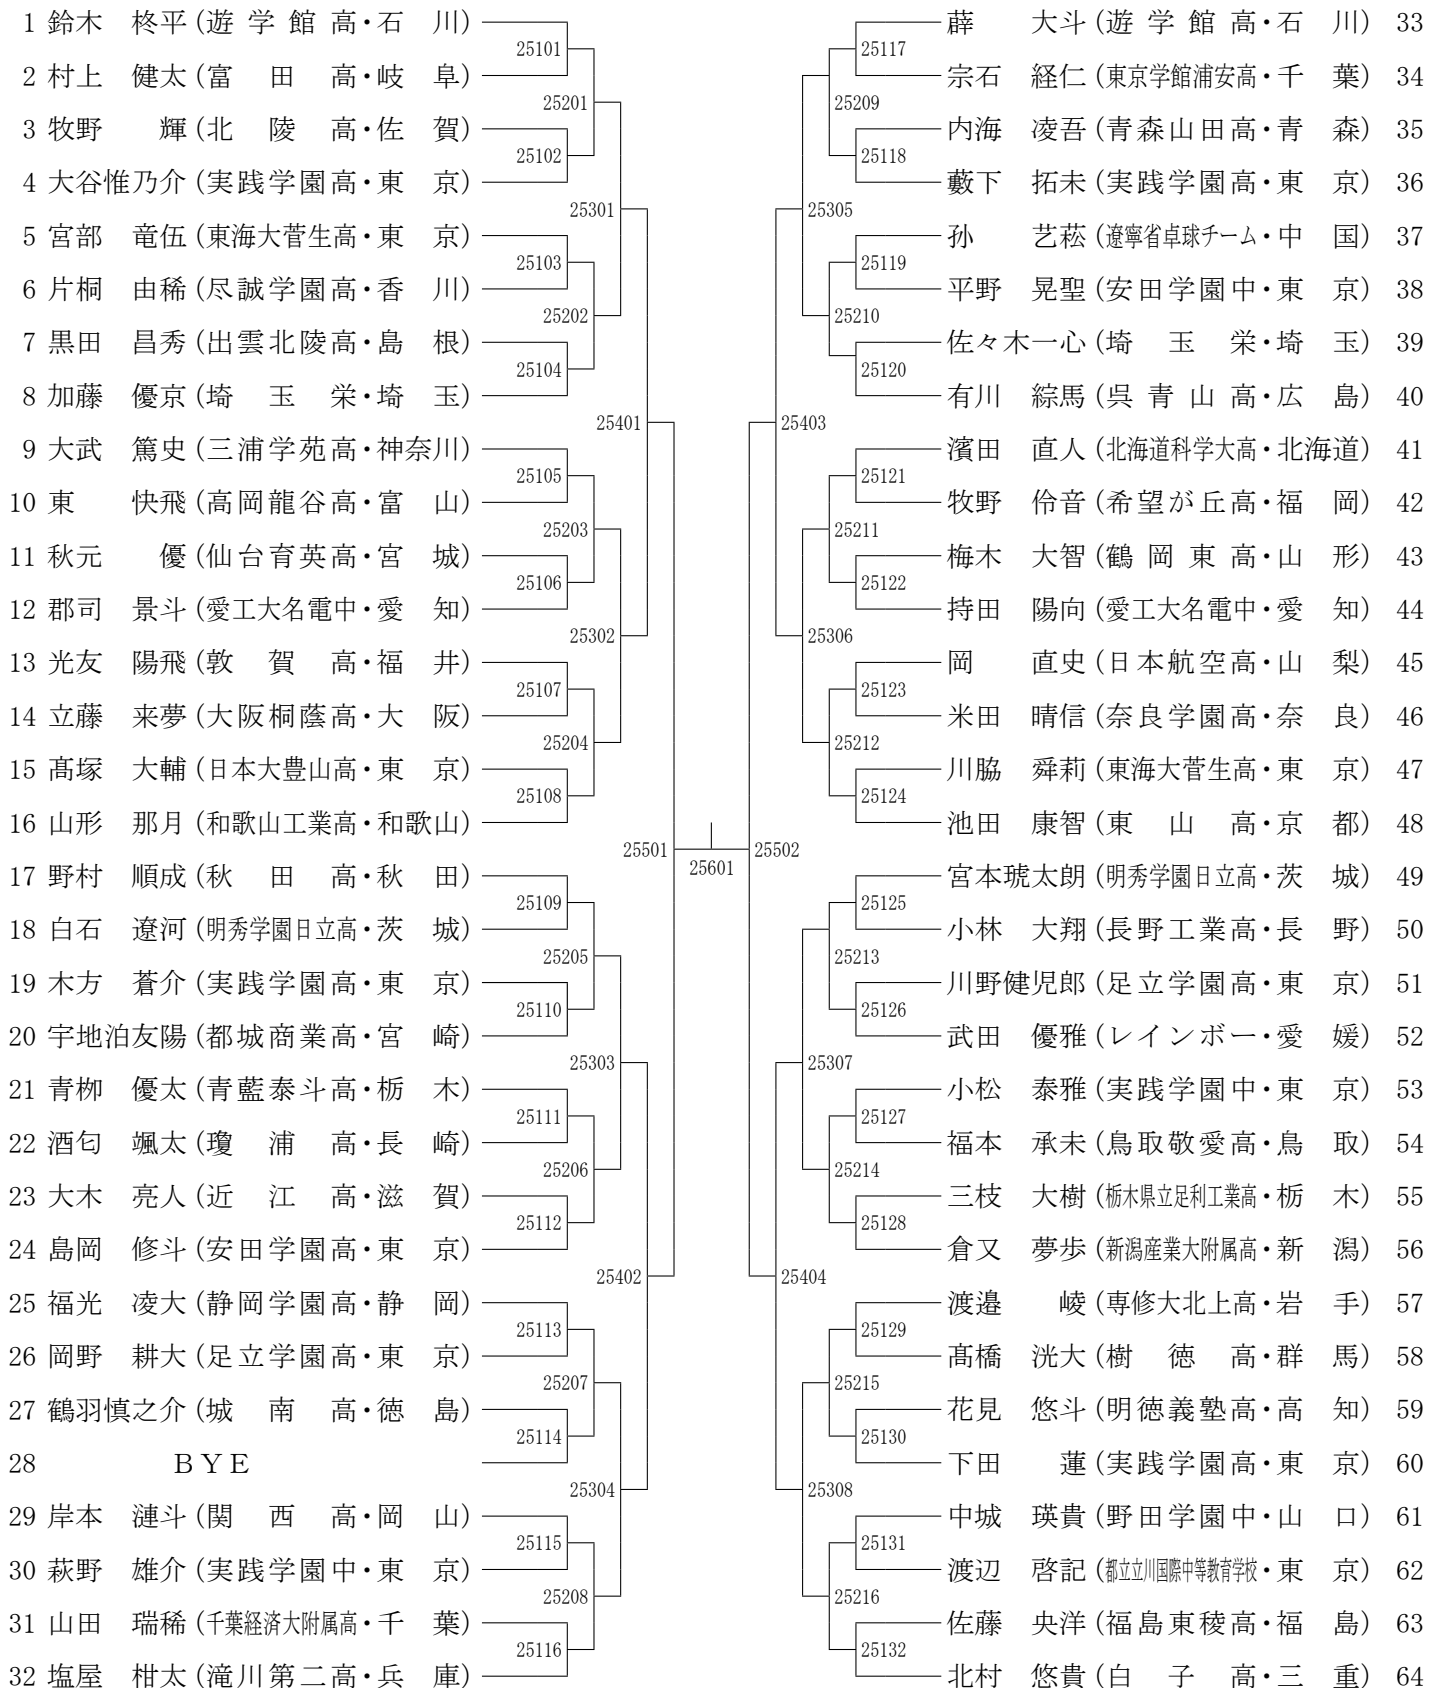 1 鈴木 柊平 (遊学館高・石川)
25101
2 村上 健太 (富田高・岐阜)
25201
3 牧野 輝 (北陵高・佐賀)
25102
4 大谷惟乃介 (実践学園高・東京)
25301
5 宮部 竜伍 (東海大菅生高・東京)
25103
6 片桐 由稀 (尽誠学園高・香川)
25202
7 黒田 昌秀 (出雲北陵高・島根)
25104
8 加藤 優京 (埼玉栄・埼玉)
25401
9 大武 篤史 (三浦学苑高・神奈川)
25105
10 東 快飛 (高岡龍谷高・富山)
25203
11 秋元 優 (仙台育英高・宮城)
25106
12 郡司 景斗 (愛工大名電中・愛知)
25302
13 光友 陽飛 (敦賀高・福井)
25107
14 立藤 来夢 (大阪桐蔭高・大阪)
25204
15 髙塚 大輔 (日本大豊山高・東京)
25108
16 山形 那月 (和歌山工業高・和歌山)
25501
17 野村 順成 (秋田高・秋田)
25109
18 白石 遼河 (明秀学園日立高・茨城)
25205
19 木方 蒼介 (実践学園高・東京)
25110
20 宇地泊友陽 (都城商業高・宮崎)
25303
21 青栁 優太 (青藍泰斗高・栃木)
25111
22 酒匂 颯太 (瓊浦高・長崎)
25206
23 大木 亮人 (近江高・滋賀)
25112
24 島岡 修斗 (安田学園高・東京)
25402
25 福光 凌大 (静岡学園高・静岡)
25113
26 岡野 耕大 (足立学園高・東京)
25207
27 鶴羽慎之介 (城南高・徳島)
25114
28 BYE
25304
29 岸本 漣斗 (関西高・岡山)
25115
30 萩野 雄介 (実践学園中・東京)
25208
31 山田 瑞稀 (千葉経済大附属高・千葉)
25116
32 塩屋 柑太 (滝川第二高・兵庫)
25601
薛 大斗 (遊学館高・石川) 33
25117
宗石 経仁 (東京学館浦安高・千葉) 34
25209
内海 凌吾 (青森山田高・青森) 35
25118
藪下 拓未 (実践学園高・東京) 36
25305
孫 艺菘 (遼寧省卓球チーム・中国) 37
25119
平野 晃聖 (安田学園中・東京) 38
25210
佐々木一心 (埼玉栄・埼玉) 39
25120
有川 綜馬 (呉青山高・広島) 40
25403
濱田 直人 (北海道科学大高・北海道) 41
25121
牧野 伶音 (希望が丘高・福岡) 42
25211
梅木 大智 (鶴岡東高・山形) 43
25122
持田 陽向 (愛工大名電中・愛知) 44
25306
岡 直史 (日本航空高・山梨) 45
25123
米田 晴信 (奈良学園高・奈良) 46
25212
川脇 舜莉 (東海大菅生高・東京) 47
25124
池田 康智 (東山高・京都) 48
25502
宮本琥太朗 (明秀学園日立高・茨城) 49
25125
小林 大翔 (長野工業高・長野) 50
25213
川野健児郎 (足立学園高・東京) 51
25126
武田 優雅 (レインボー・愛媛) 52
25307
小松 泰雅 (実践学園中・東京) 53
25127
福本 承未 (鳥取敬愛高・鳥取) 54
25214
三枝 大樹 (栃木県立足利工業高・栃木) 55
25128
倉又 夢歩 (新潟産業大附属高・新潟) 56
25404
渡邉 崚 (専修大北上高・岩手) 57
25129
髙橋 洸大 (樹徳高・群馬) 58
25215
花見 悠斗 (明徳義塾高・高知) 59
25130
下田 蓮 (実践学園高・東京) 60
25308
中城 瑛貴 (野田学園中・山口) 61
25131
渡辺 啓記 (都立立川国際中等教育学校・東京) 62
25216
佐藤 央洋 (福島東稜高・福島) 63
25132
北村 悠貴 (白子高・三重) 64